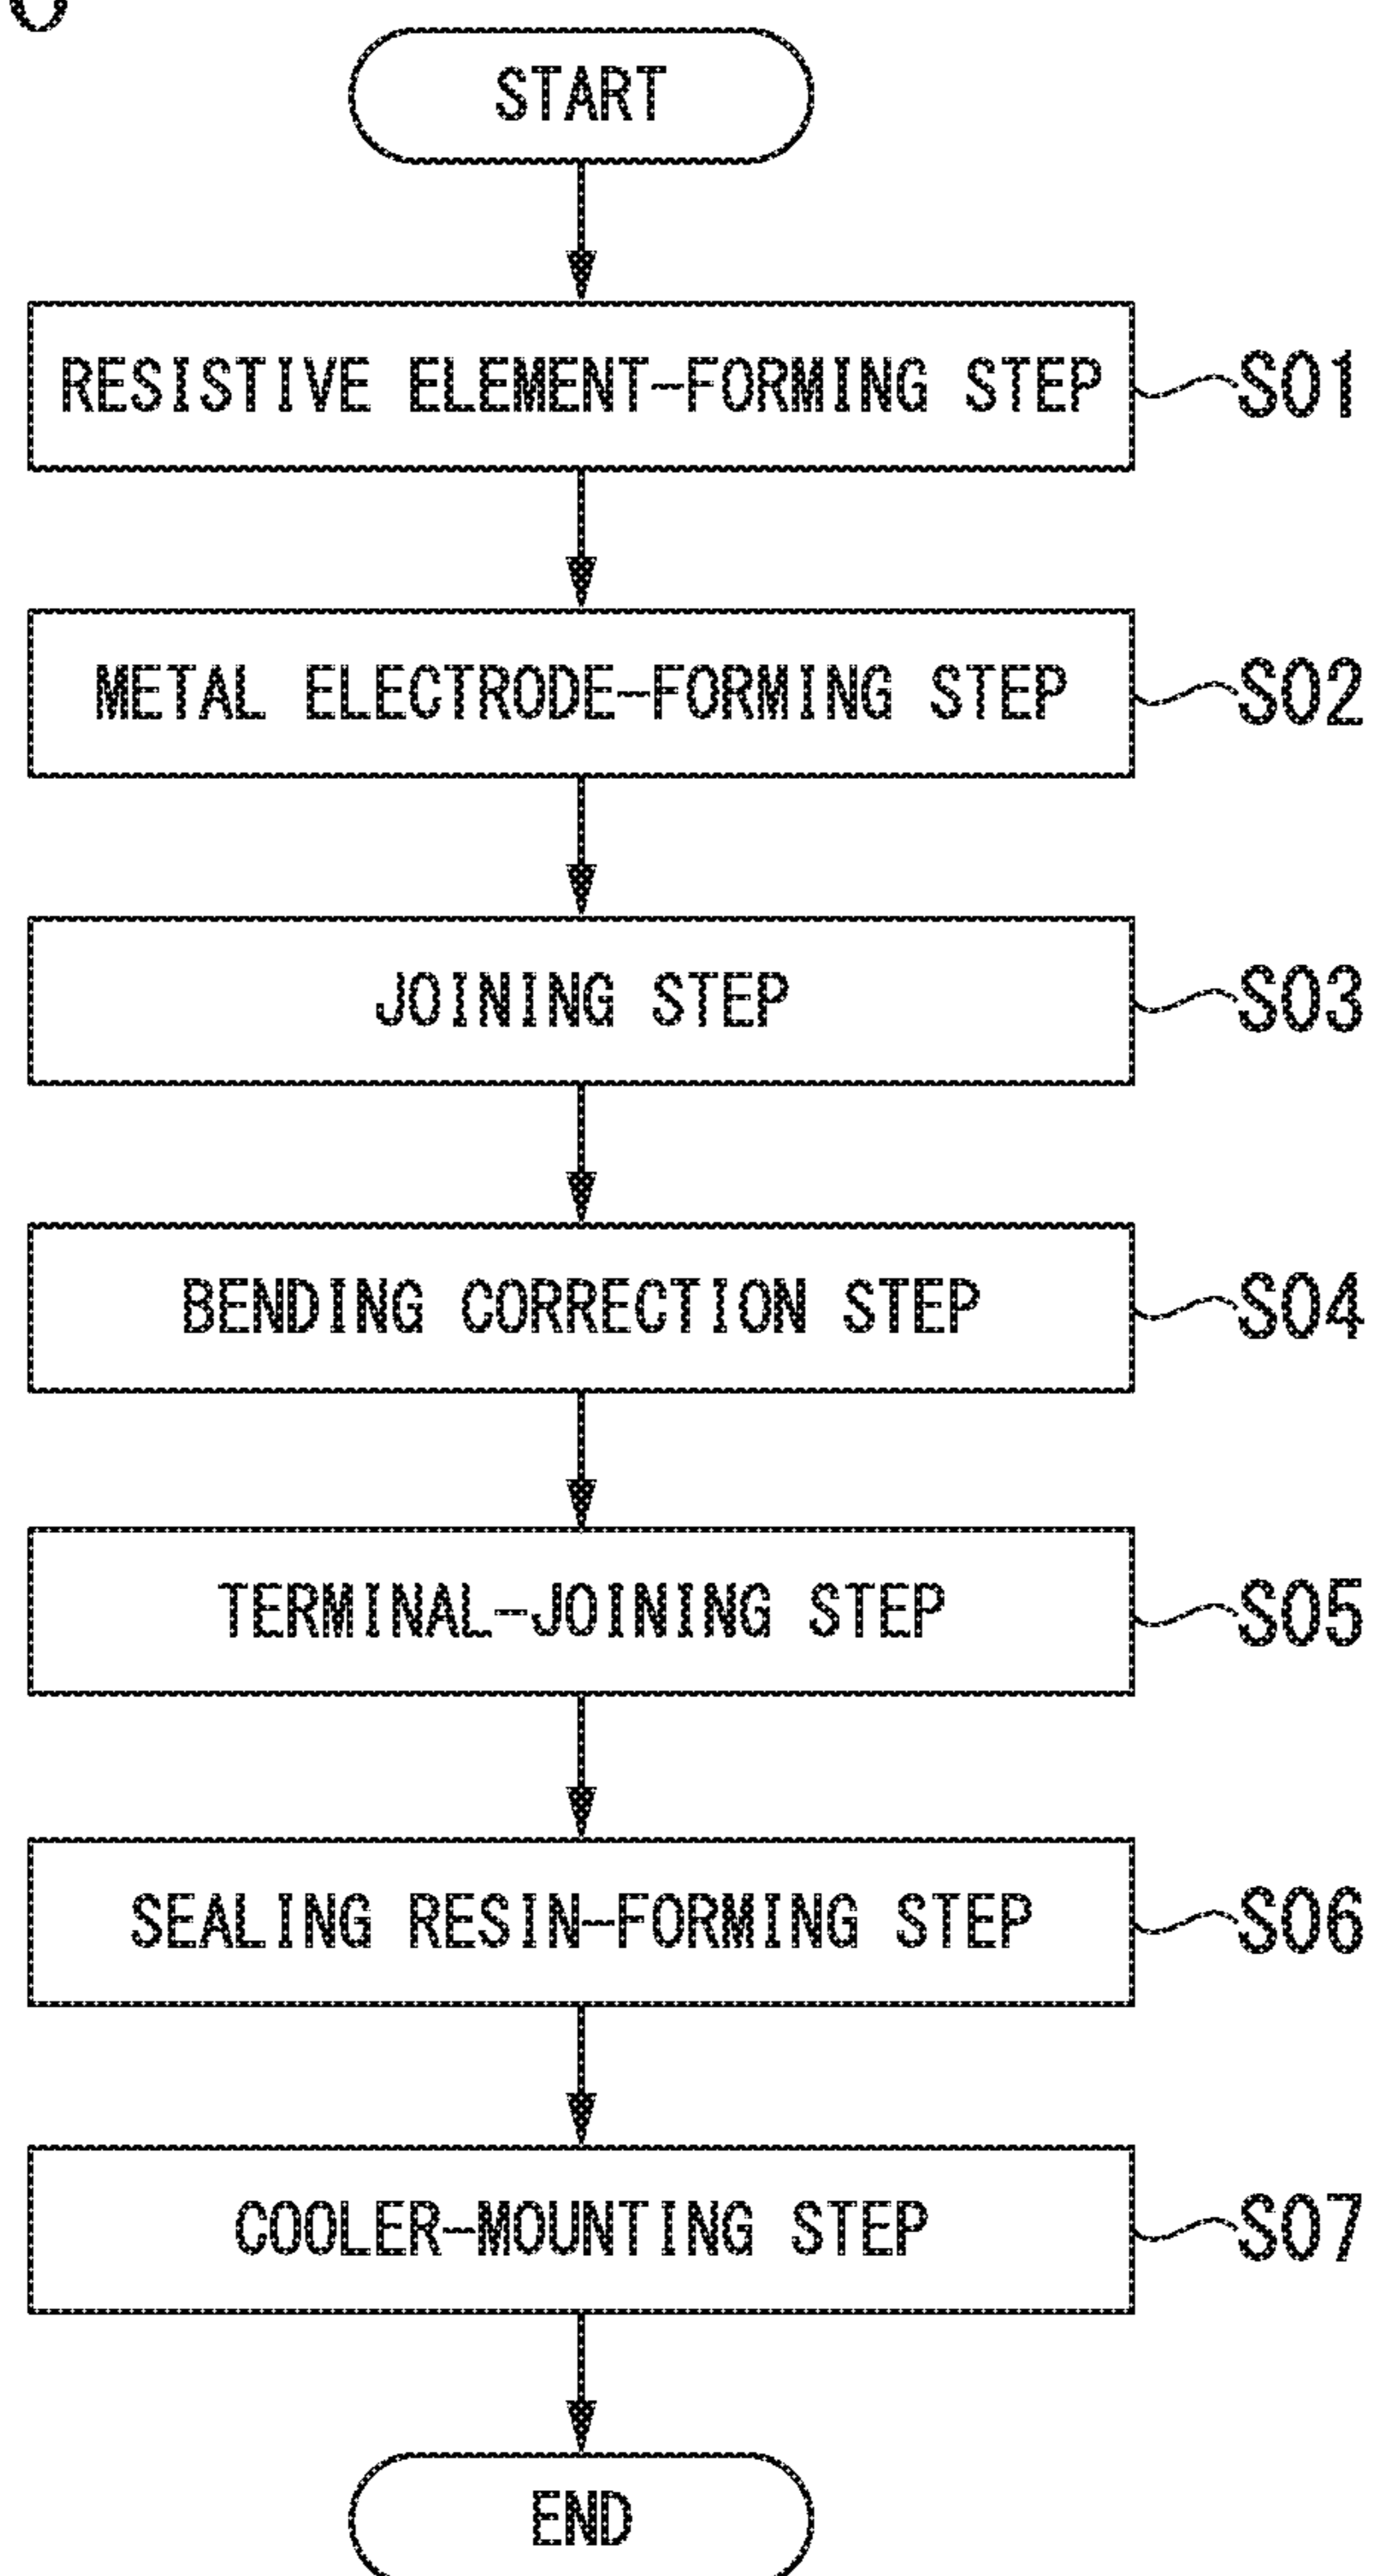 START
RESISTIVE ELEMENT-FORMING STEP S01
METAL ELECTRODE-FORMING STEP S02
JOINING STEP S03
BENDING CORRECTION STEP S04
TERMINAL-JOINING STEP S05
SEALING RESIN-FORMING STEP S06
COOLER-MOUNTING STEP S07
END